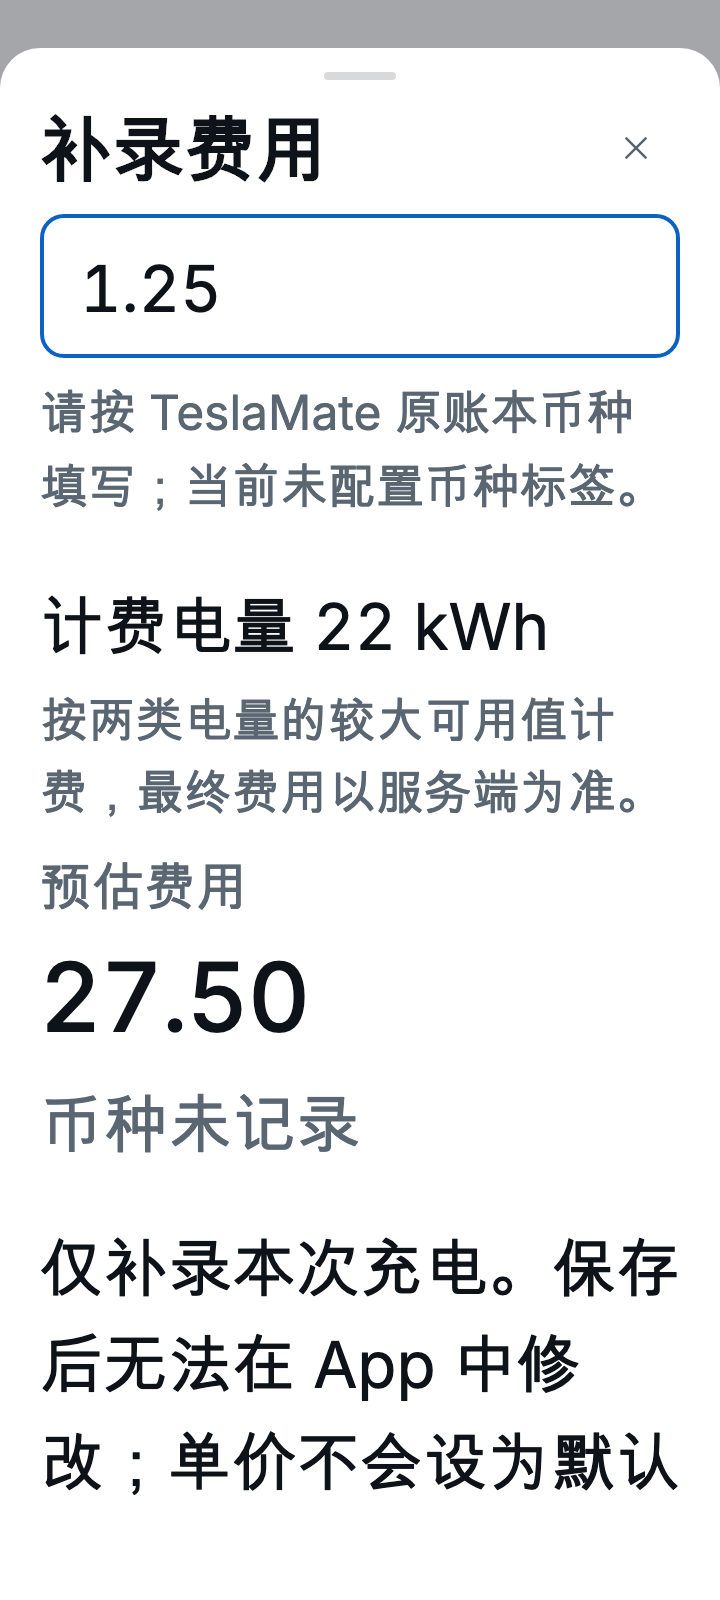 补录费用
1.25
请按 TeslaMate 原账本币种
填写；当前未配置币种标签。
计费电量 22 kWh
按两类电量的较大可用值计
费，最终费用以服务端为准。
预估费用
27.50
币种未记录
仅补录本次充电。保存
后无法在 App 中修
改；单价不会设为默认